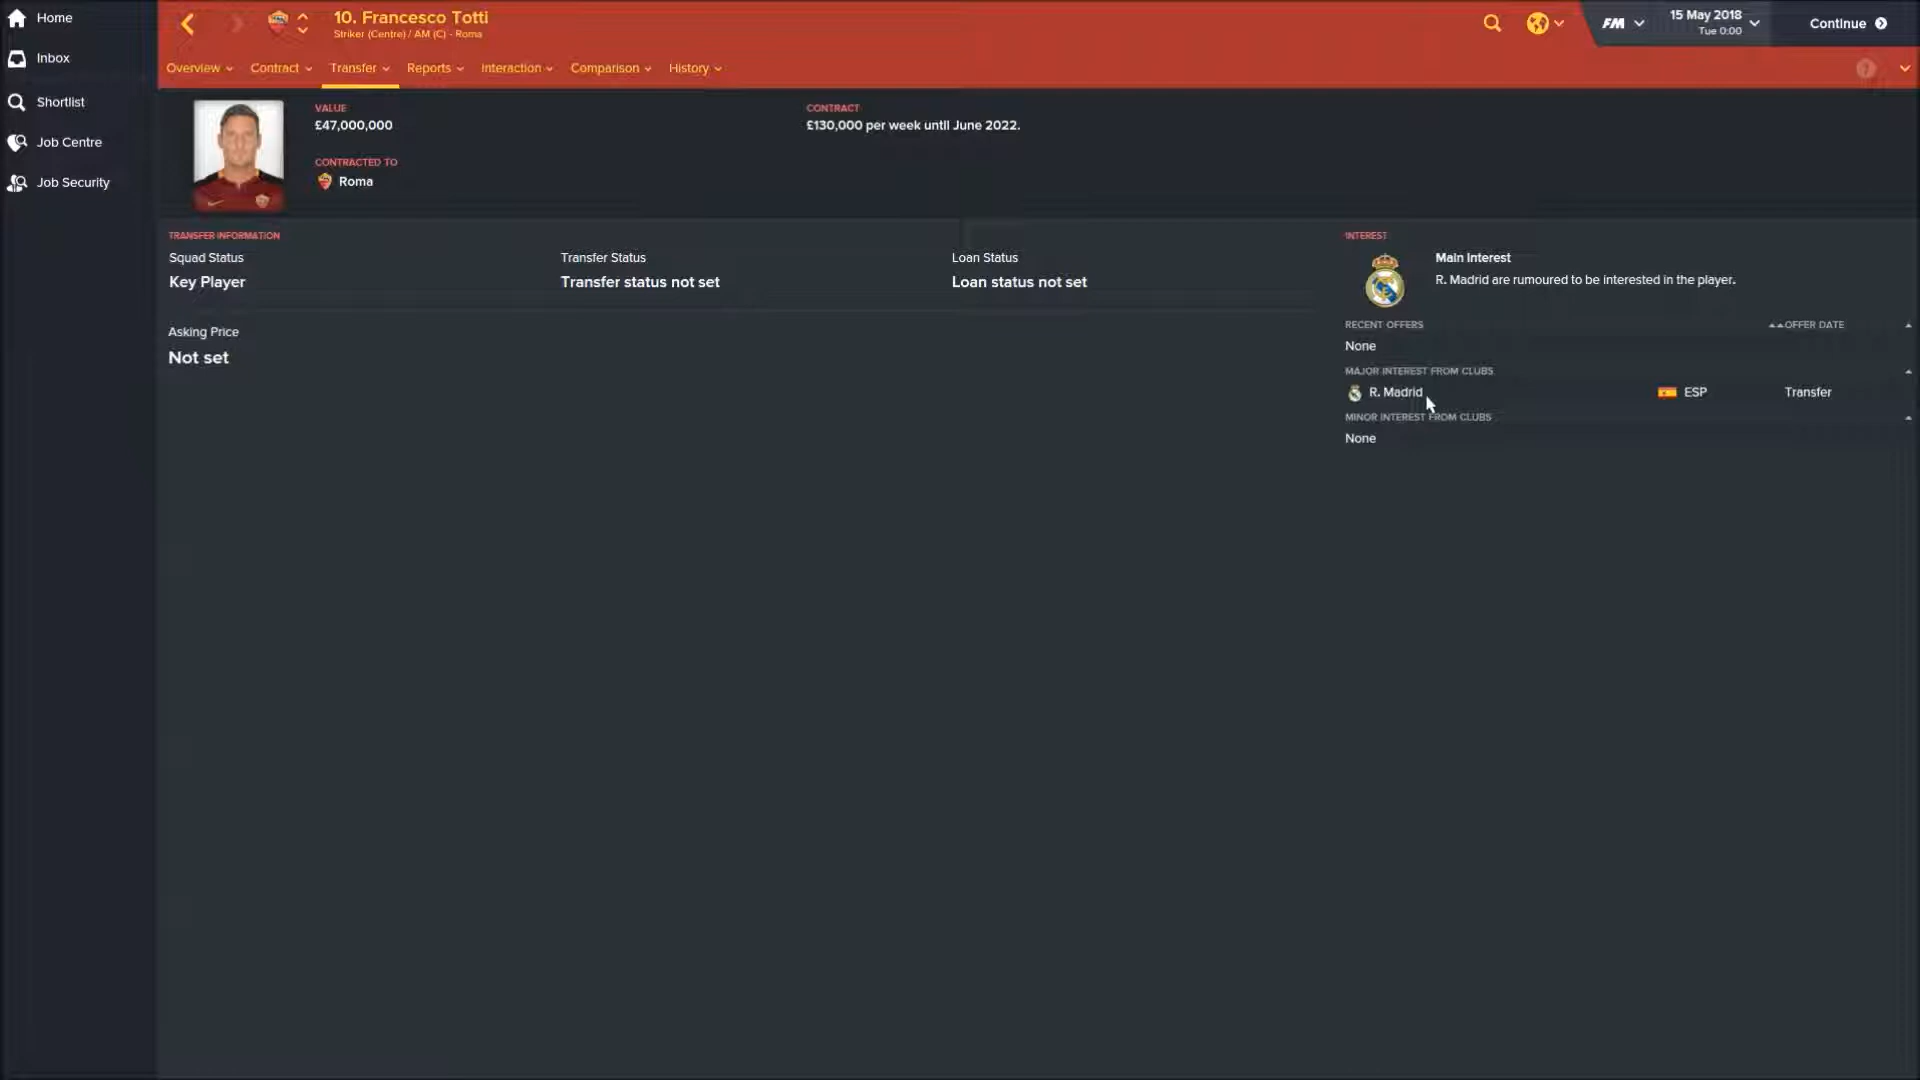 Home
Inbox
Shortlist
Job Centre
Job Security
10. Francesco Totti
Striker (Centre) / AM (C) - Roma
FM
15 May 2018
Tue 0:00
Continue
Overview
Contract
Transfer
Reports
Interaction
Comparison
History
VALUE
£47,000,000
CONTRACTED TO
Roma
CONTRACT
£130,000 per week until June 2022.
TRANSFER INFORMATION
Squad Status
Key Player
Transfer Status
Transfer status not set
Loan Status
Loan status not set
Asking Price
Not set
INTEREST
Main Interest
R. Madrid are rumoured to be interested in the player.
RECENT OFFERS OFFER DATE
None
MAJOR INTEREST FROM CLUBS
R. Madrid ESP Transfer
MINOR INTEREST FROM CLUBS
None